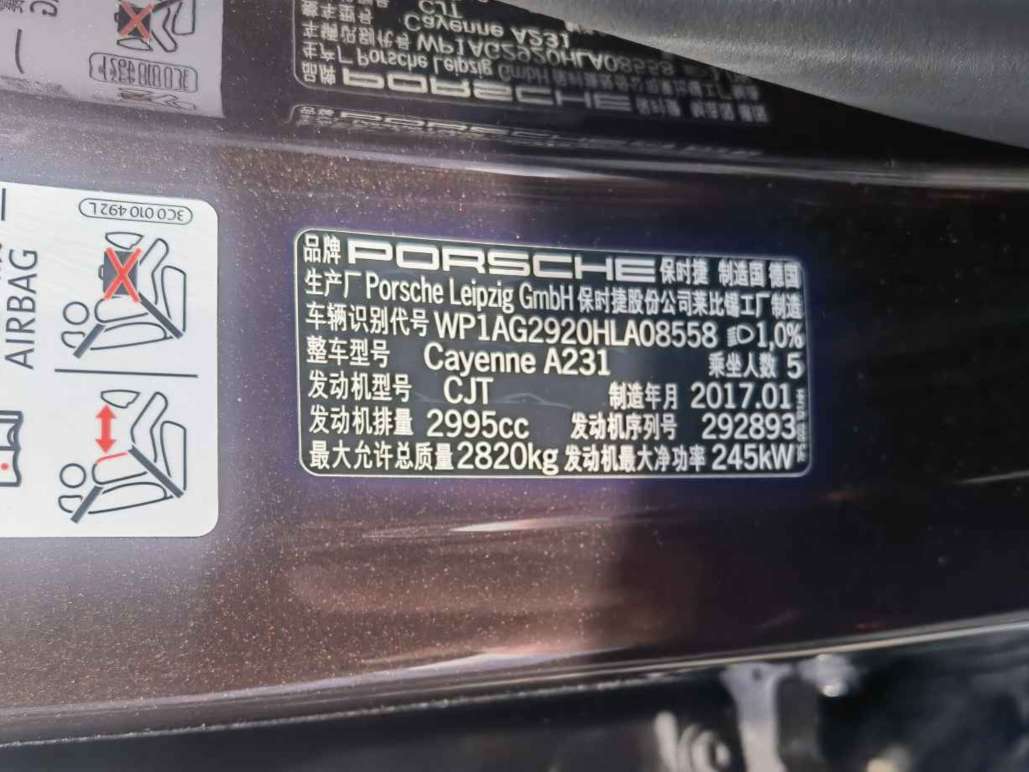 品牌 PORSCHE 保时捷 制造国 德国
生产厂 Porsche Leipzig GmbH 保时捷股份公司莱比锡工厂制造
车辆识别代号 WP1AG2920HLA08558 1,0%
整车型号 Cayenne A231 乘坐人数 5
发动机型号 CJT 制造年月 2017.01
发动机排量 2995cc 发动机序列号 292893
最大允许总质量 2820kg 发动机最大净功率 245kW
3C0 010 492 L
AIRBAG